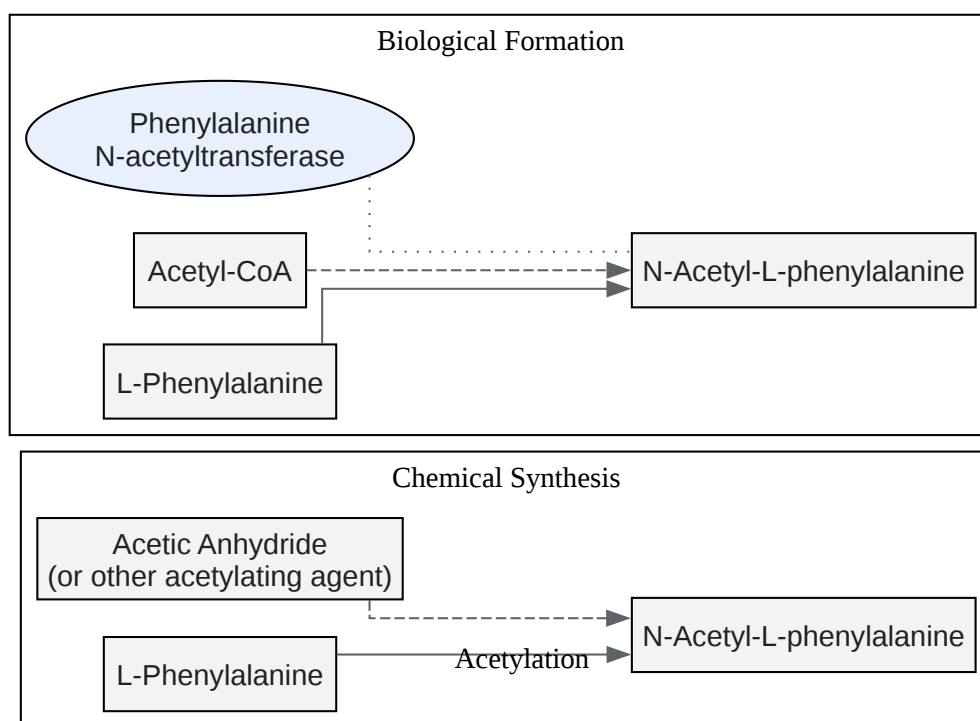 Biological Formation
Phenylalanine
N-acetyltransferase
Acetyl-CoA
N-Acetyl-L-phenylalanine
L-Phenylalanine
Chemical Synthesis
Acetic Anhydride
(or other acetylating agent)
N-Acetyl-L-phenylalanine
Acetylation
L-Phenylalanine